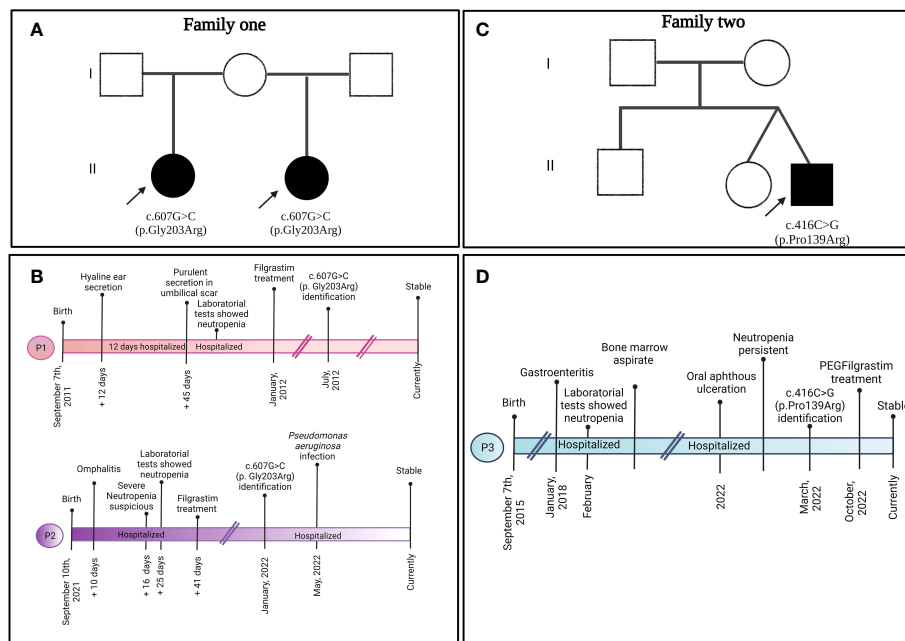 A
Family one
I
II
c.607G>C
(p.Gly203Arg)
c.607G>C
(p.Gly203Arg)
B
P1
Birth
Hyaline ear
secretion
Purulent
secretion in
umbilical scar
Laboratorial
tests showed
neutropenia
Filgrastim
treatment
c.607G>C
(p. Gly203Arg)
identification
Stable
12 days hospitalized
Hospitalized
September 7th,
2011
+ 12 days
+ 45 days
January,
2012
July,
2012
Currently
P2
Birth
Omphalitis
Severe
Neutropenia
suspicious
Laboratorial
tests showed
neutropenia
Filgrastim
treatment
c.607G>C
(p. Gly203Arg)
identification
Pseudomonas
aeruginosa
infection
Stable
Hospitalized
Hospitalized
September 10th,
2021
+ 10 days
+ 16 days
+ 25 days
+ 41 days
January, 2022
May, 2022
Currently
C
Family two
I
II
c.416C>G
(p.Pro139Arg)
D
P3
Birth
Gastroenteritis
Laboratorial
tests showed
neutropenia
Bone marrow
aspirate
Oral aphthous
ulceration
Neutropenia
persistent
c.416C>G
(p.Pro139Arg)
identification
PEGFilgrastim
treatment
Stable
Hospitalized
Hospitalized
September 7th,
2015
January,
2018
February
2022
March,
2022
October,
2022
Currently